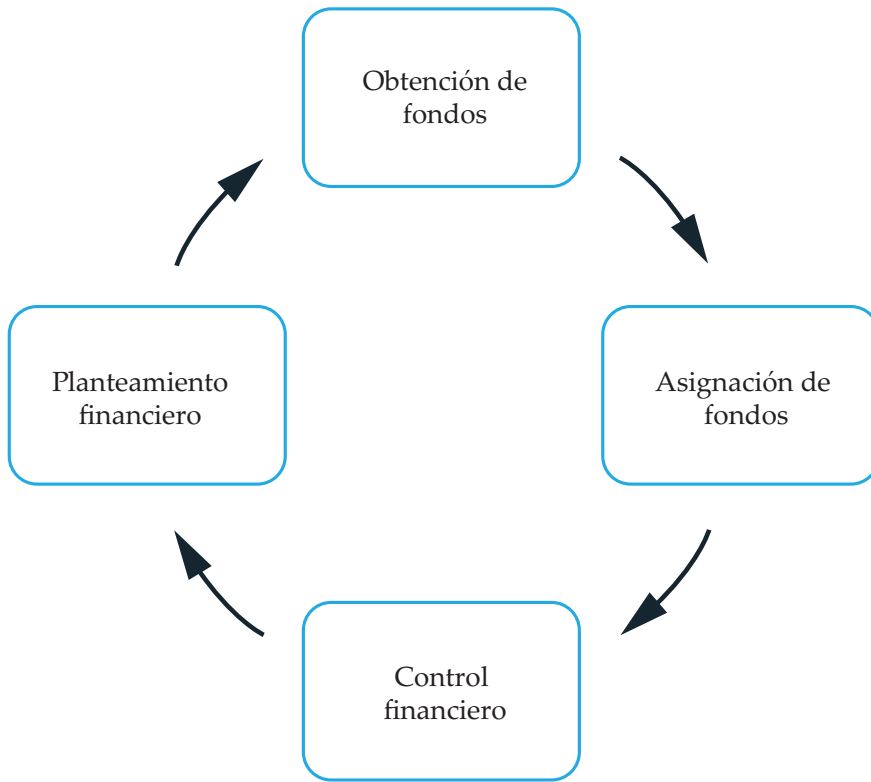 Obtención de
fondos
Planteamiento
financiero
Asignación de
fondos
Control
financiero